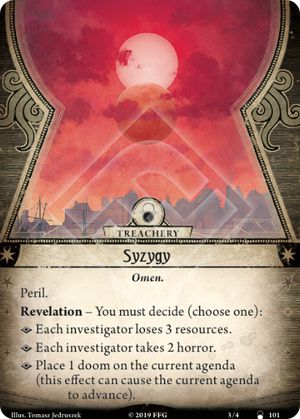 TREACHERY
Syzygy
Omen.
Peril.
Revelation – You must decide (choose one):
Each investigator loses 3 resources.
Each investigator takes 2 horror.
Place 1 doom on the current agenda
(this effect can cause the current agenda
to advance).
Illus. Tomasz Jedruszek © 2019 FFG 3/4 101